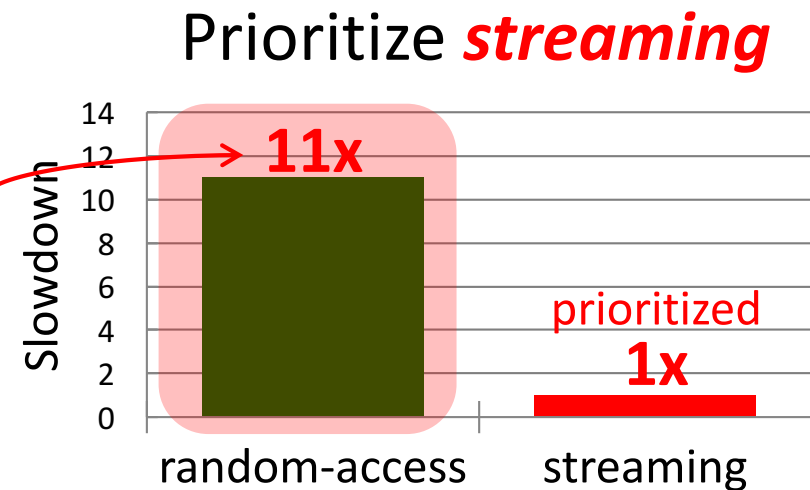 Prioritize streaming
14
12
10
8
6
4
2
0
Slowdown
11x
prioritized
1x
random-access
streaming